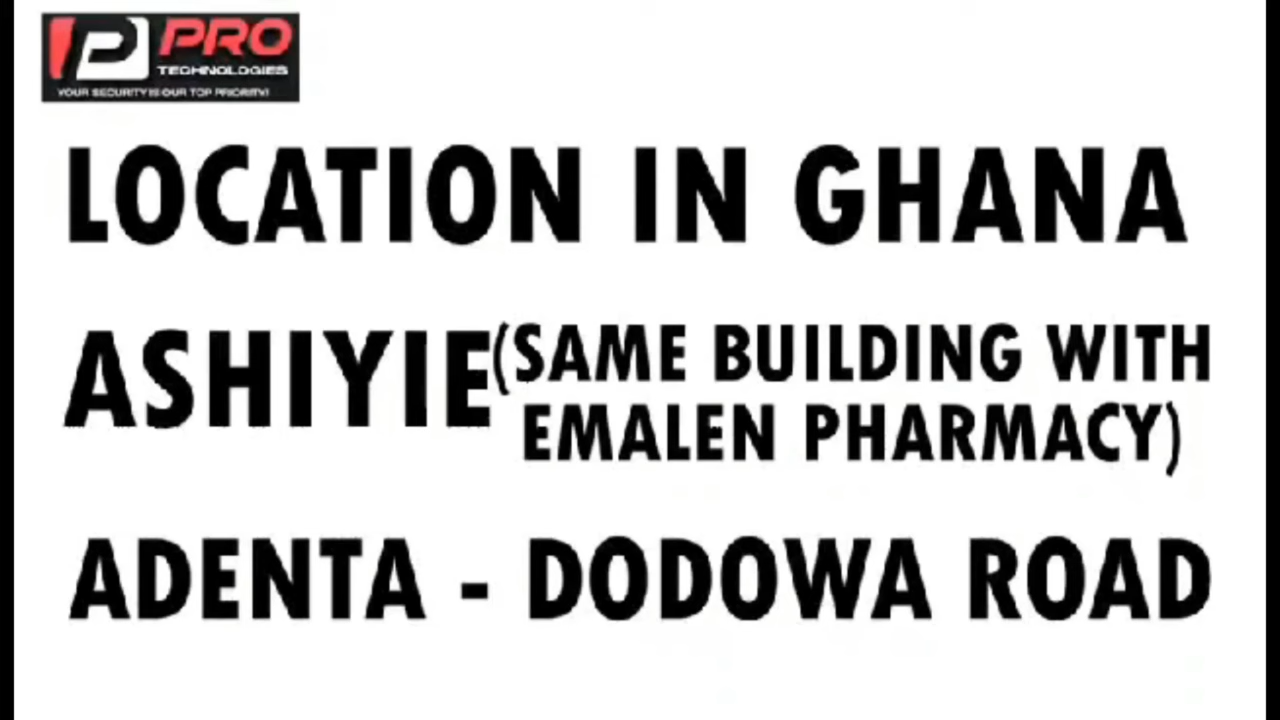 PRO
TECHNOLOGIES
YOUR SECURITY IS OUR TOP PRIORITY!
LOCATION IN GHANA
ASHIYIE (SAME BUILDING WITH
EMALEN PHARMACY)
ADENTA - DODOWA ROAD